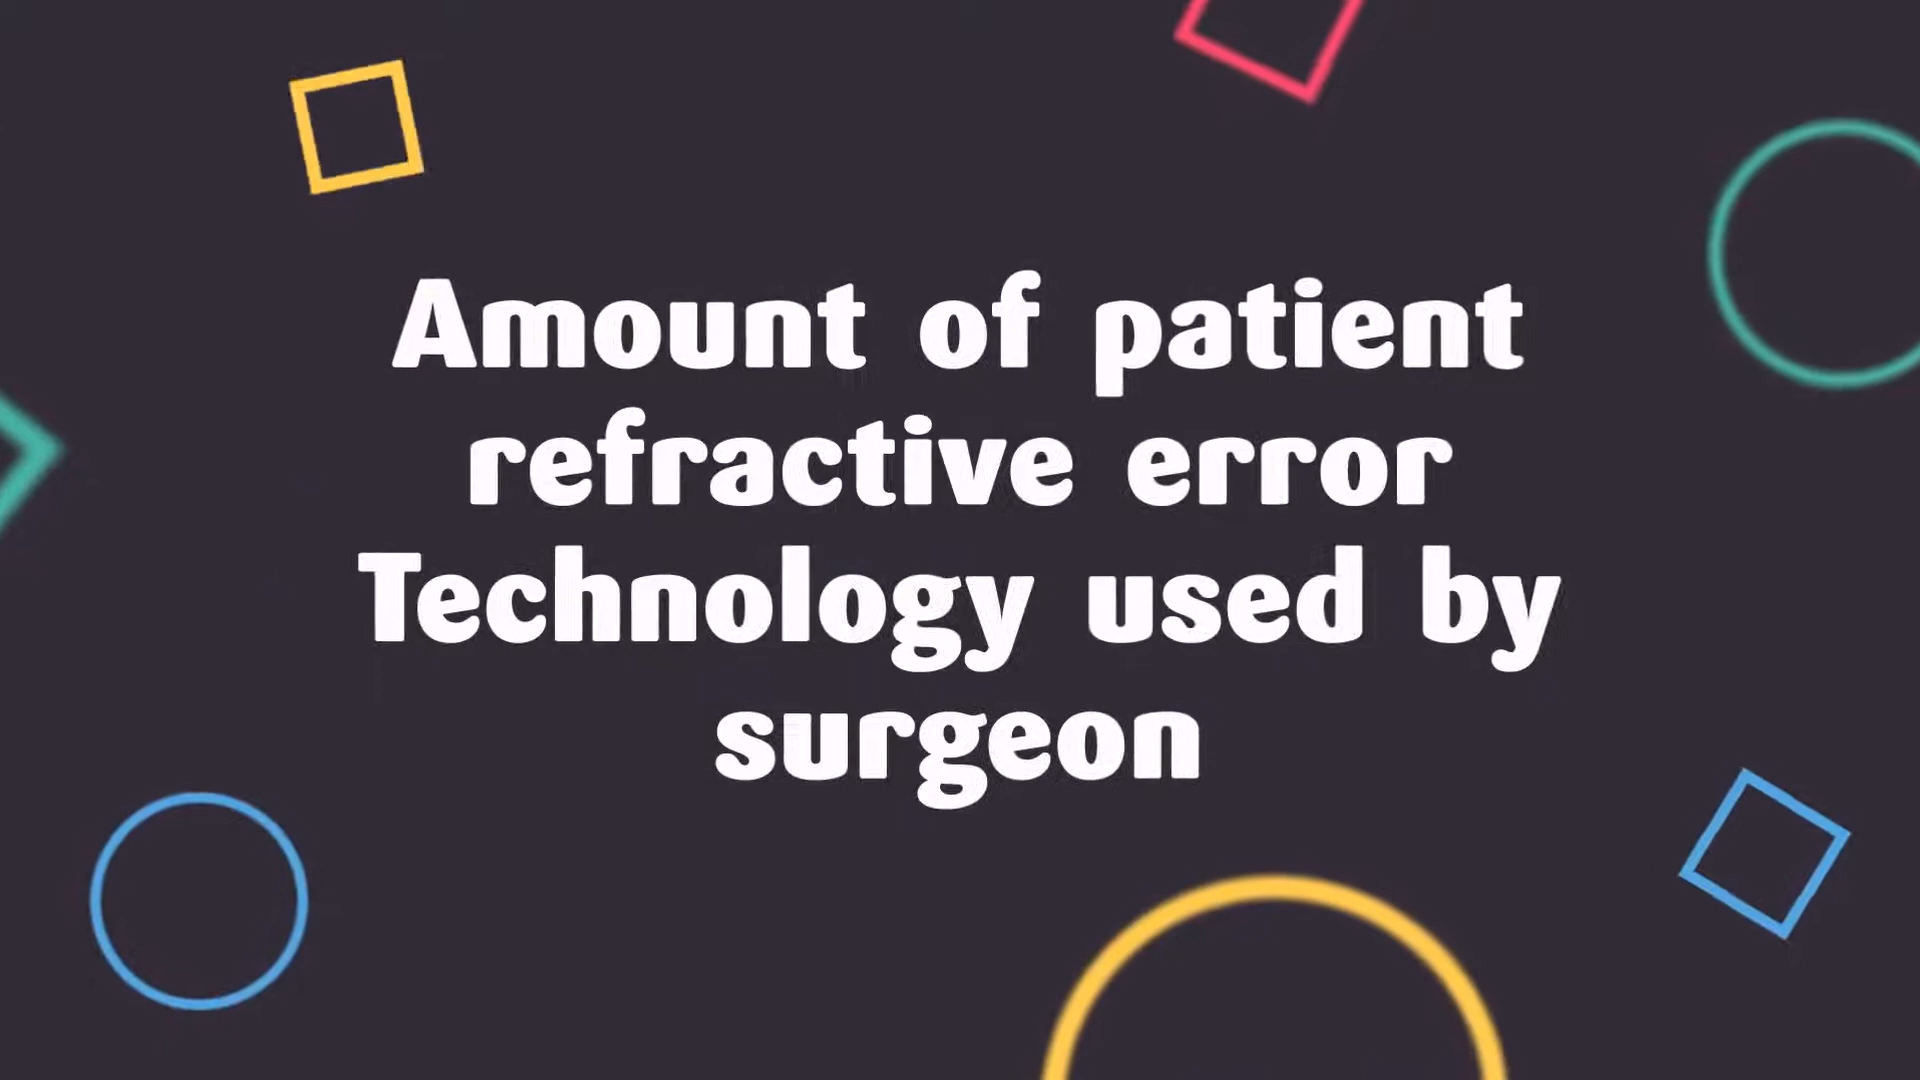 Amount of patient
refractive error
Technology used by
surgeon